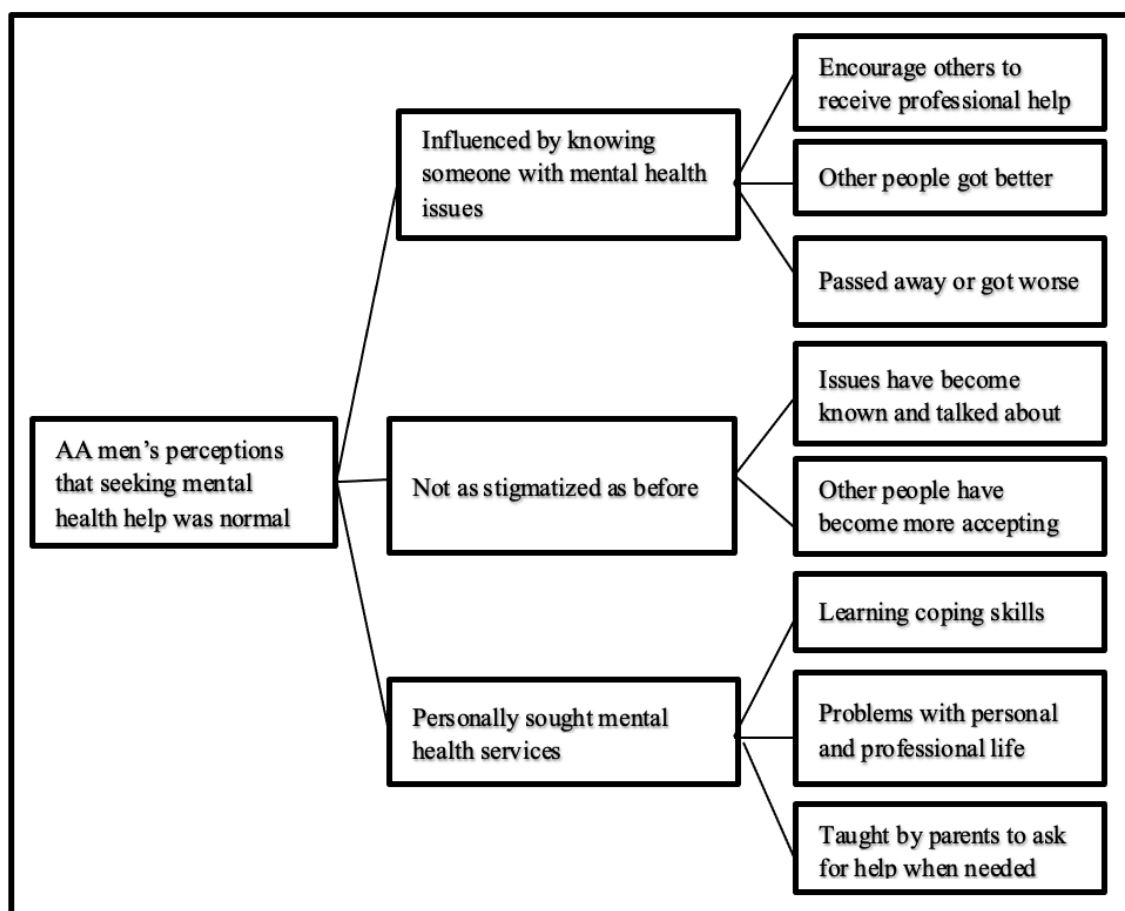 AA men’s perceptions
that seeking mental
health help was normal
Influenced by knowing
someone with mental health
issues
Encourage others to
receive professional help
Other people got better
Passed away or got worse
Not as stigmatized as before
Issues have become
known and talked about
Other people have
become more accepting
Personally sought mental
health services
Learning coping skills
Problems with personal
and professional life
Taught by parents to ask
for help when needed